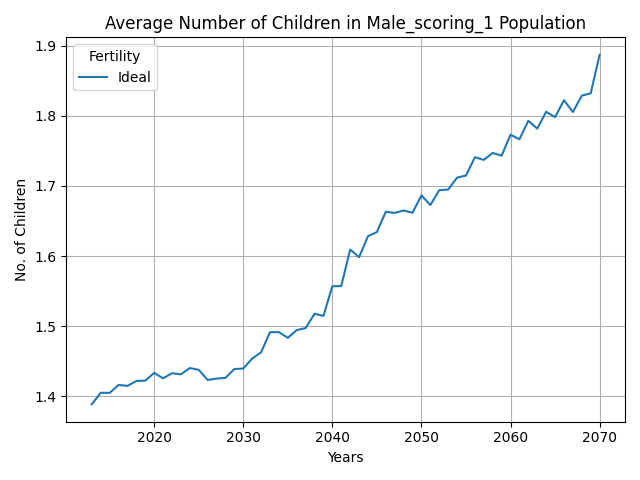 Average Number of Children in Male_scoring_1 Population
Fertility
Ideal
No. of Children
1.9
1.8
1.7
1.6
1.5
1.4
2020 2030 2040 2050 2060 2070
Years